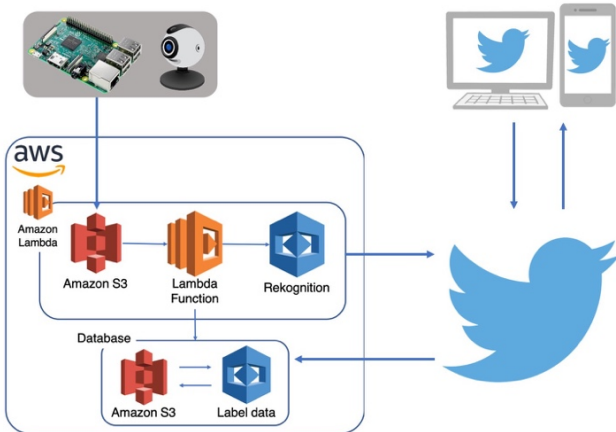 aws
Amazon
Lambda
Amazon S3
Lambda
Function
Rekognition
Database
Amazon S3
Label data